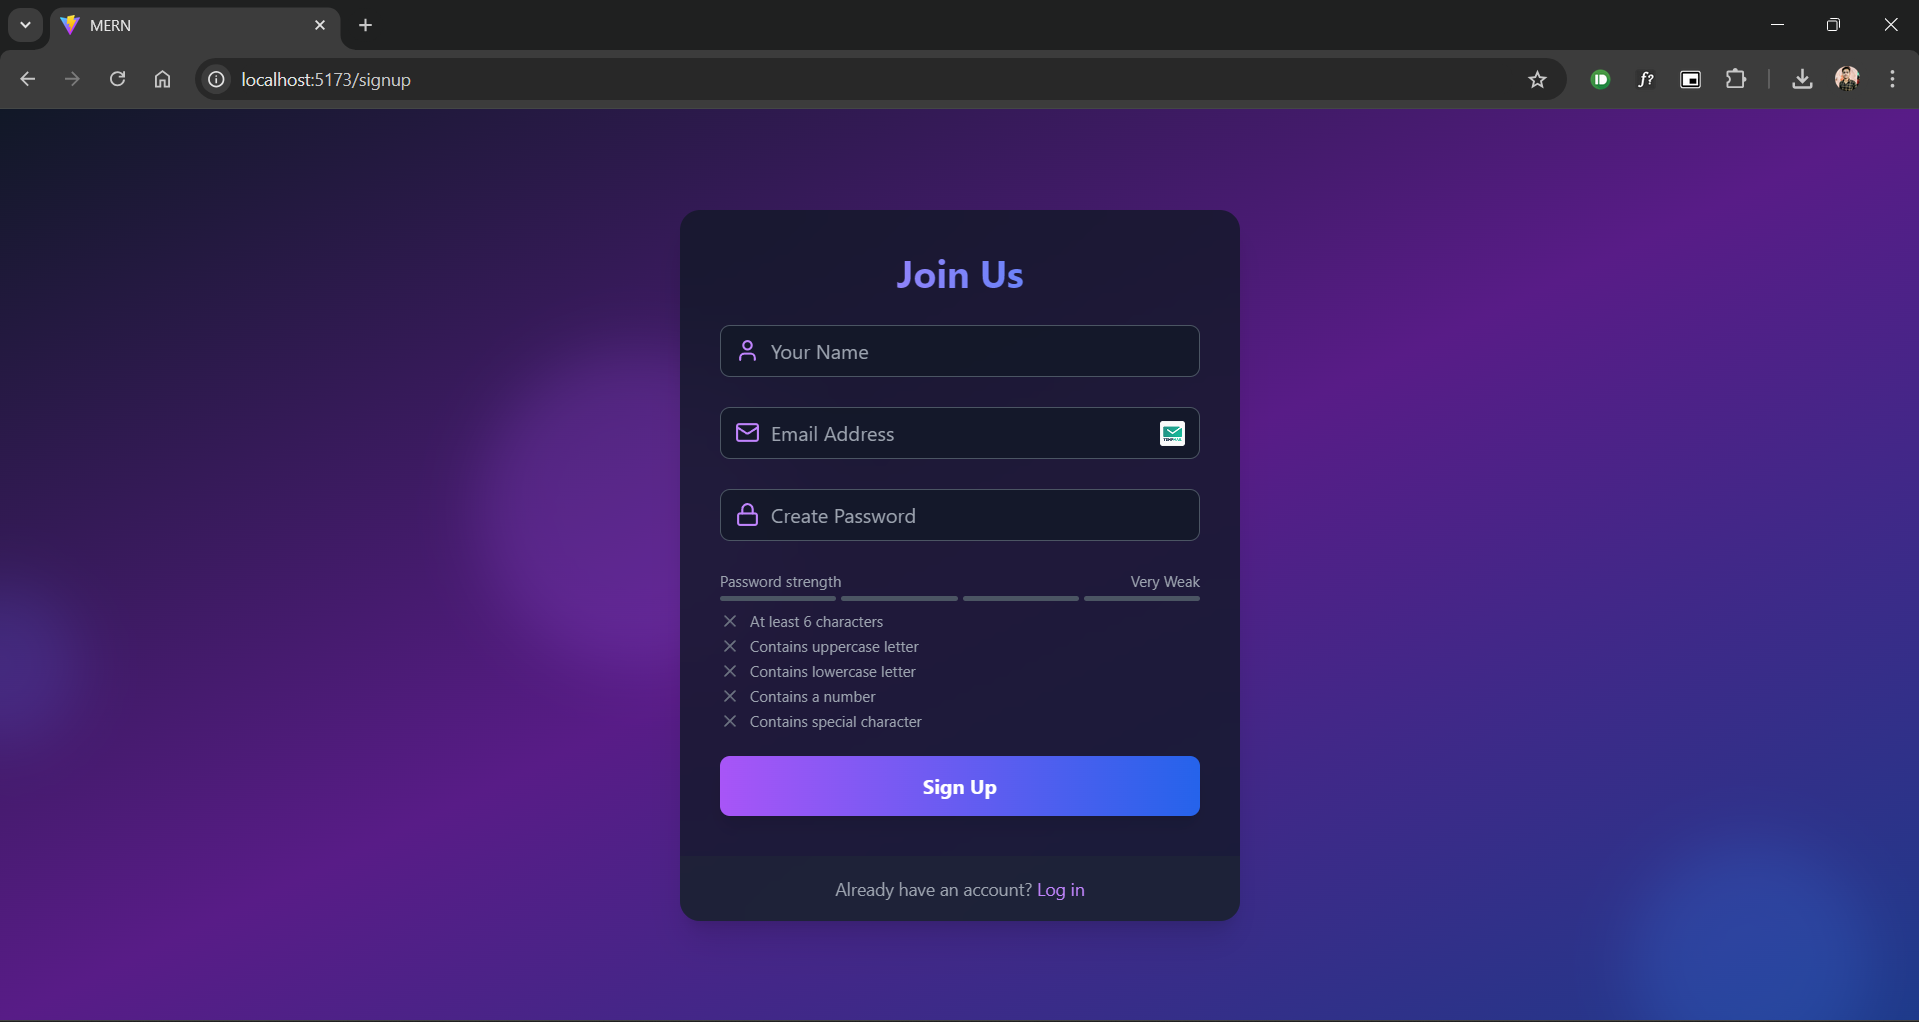 MERN
localhost:5173/signup
Join Us
Your Name
Email Address
Create Password
Password strength
Very Weak
At least 6 characters
Contains uppercase letter
Contains lowercase letter
Contains a number
Contains special character
Sign Up
Already have an account? Log in